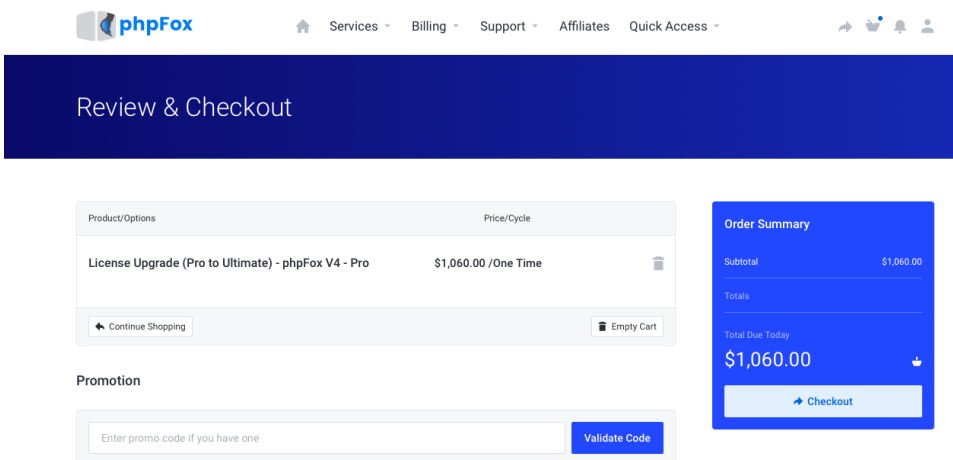 phpFox
Services Billing Support Affiliates Quick Access
Review & Checkout
Product/Options Price/Cycle
License Upgrade (Pro to Ultimate) - phpFox V4 - Pro $1,060.00 /One Time
Continue Shopping Empty Cart
Promotion
Enter promo code if you have one Validate Code
Order Summary
Subtotal $1,060.00
Totals
Total Due Today
$1,060.00
Checkout